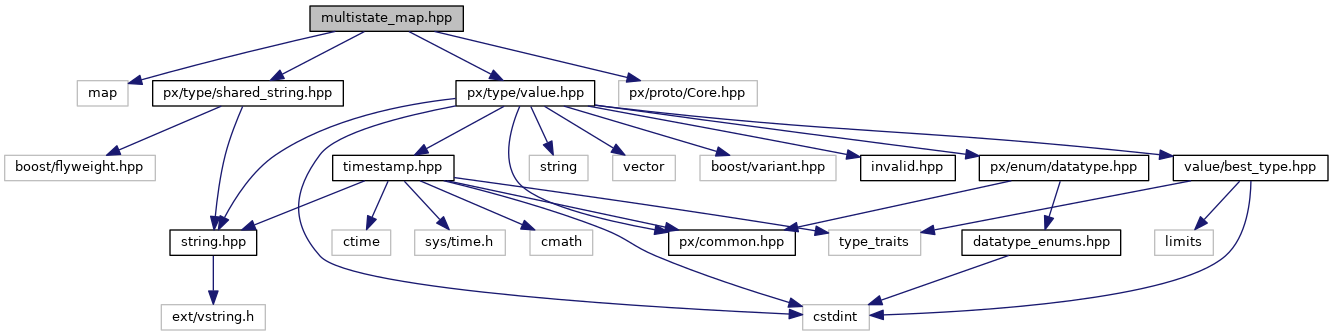 multistate_map.hpp
map
px/type/shared_string.hpp
px/type/value.hpp
px/proto/Core.hpp
boost/flyweight.hpp
timestamp.hpp
string
vector
boost/variant.hpp
invalid.hpp
px/enum/datatype.hpp
value/best_type.hpp
string.hpp
ctime
sys/time.h
cmath
px/common.hpp
type_traits
datatype_enums.hpp
limits
ext/vstring.h
cstdint